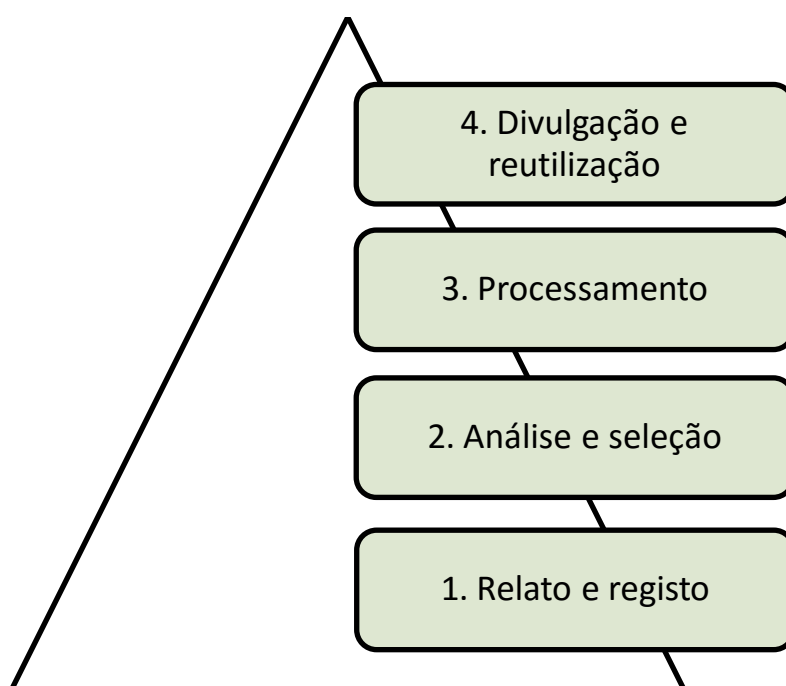 4. Divulgação e
reutilização
3. Processamento
2. Análise e seleção
1. Relato e registo